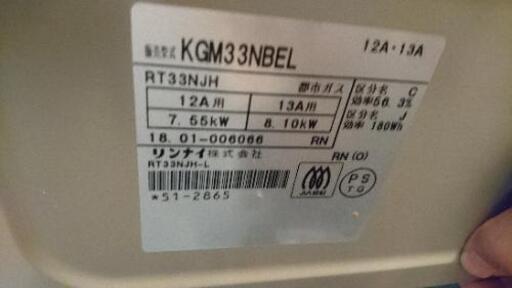 販売型式 KGM33NBEL 12A・13A
RT33NJH 都市ガス
12A用 13A用
7.55kW 8.10kW
区分名 C
効率56.3%
区分名 J
効率 180Wh
18.01-006066 RN
リンナイ株式会社 RN(O)
RT33NJH-L
*51-2865
JIA
PS
TG